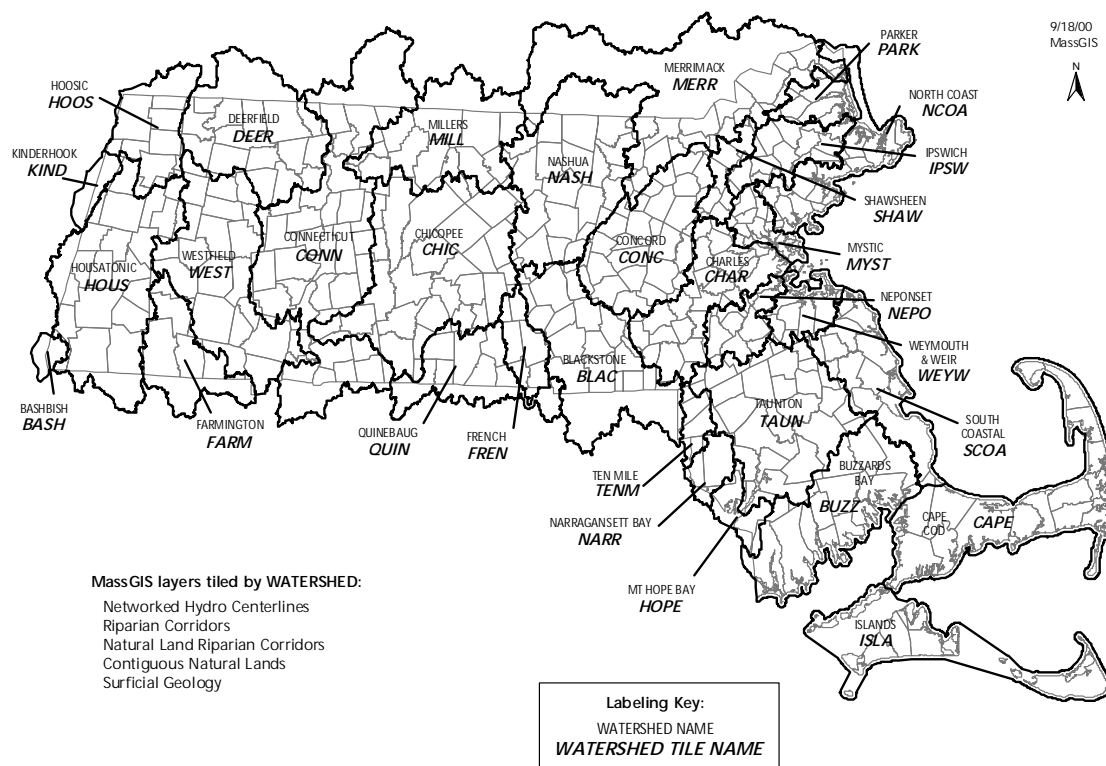 9/18/00
MassGIS
N
PARKER
PARK
MERRIMACK
MERR
HOOSIC
HOOS
NORTH COAST
NCOA
DEERFIELD
DEER
MILLERS
MILL
IPSWICH
IPSW
KINDERHOOK
KIND
NASHUA
NASH
SHAWSHEEN
SHAW
CONNECTICUT
CONN
CHICOPEE
CHIC
CONCORD
CONC
MYSTIC
MYST
WESTFIELD
WEST
HOUSATONIC
HOUS
CHARLES
CHAR
NEPONSET
NEPO
WEYMOUTH
& WEIR
WEYW
BLACKSTONE
BLAC
BASHBISH
BASH
FARMINGTON
FARM
QUINEBAUG
QUIN
FRENCH
FREN
TAUNTON
TAUN
SOUTH
COASTAL
SCOA
TEN MILE
TENM
BUZZARDS
BAY
BUZZ
NARRAGANSETT BAY
NARR
CAPE
COD
CAPE
MT HOPE BAY
HOPE
ISLANDS
ISLA
MassGIS layers tiled by WATERSHED:
Networked Hydro Centerlines
Riparian Corridors
Natural Land Riparian Corridors
Contiguous Natural Lands
Surficial Geology
Labeling Key:
WATERSHED NAME
WATERSHED TILE NAME